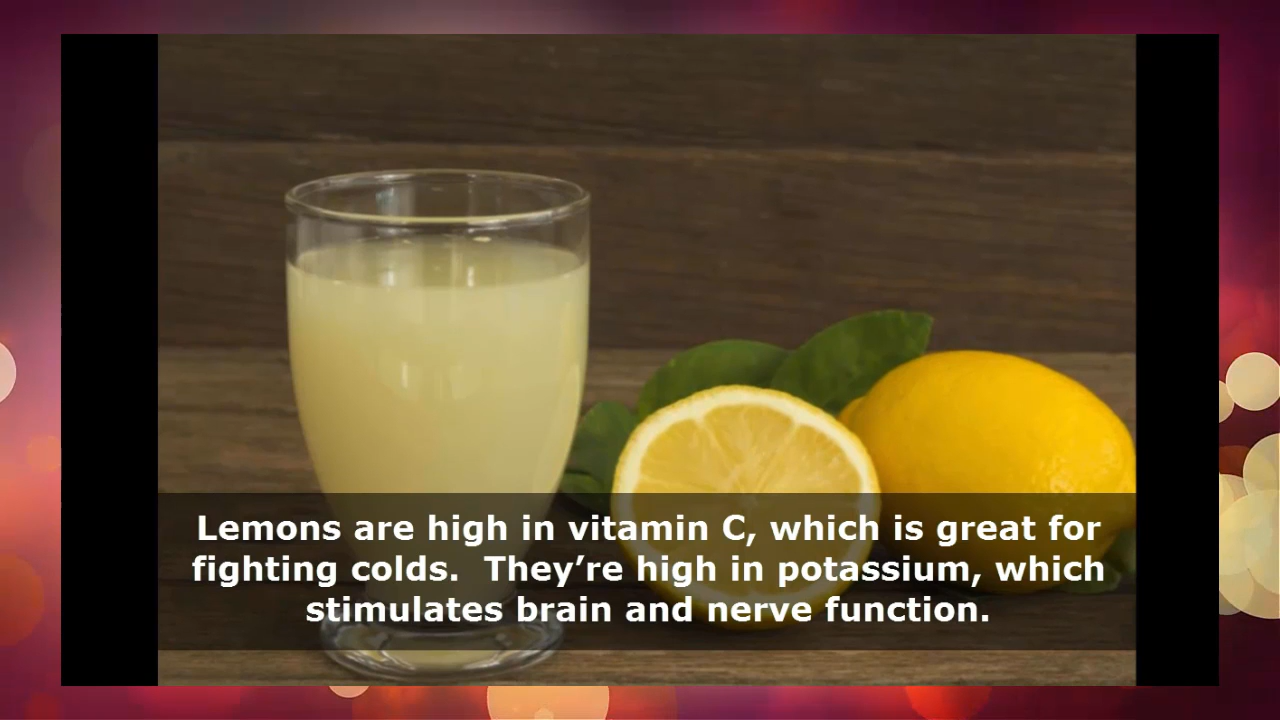 Lemons are high in vitamin C, which is great for
fighting colds.  They’re high in potassium, which
stimulates brain and nerve function.